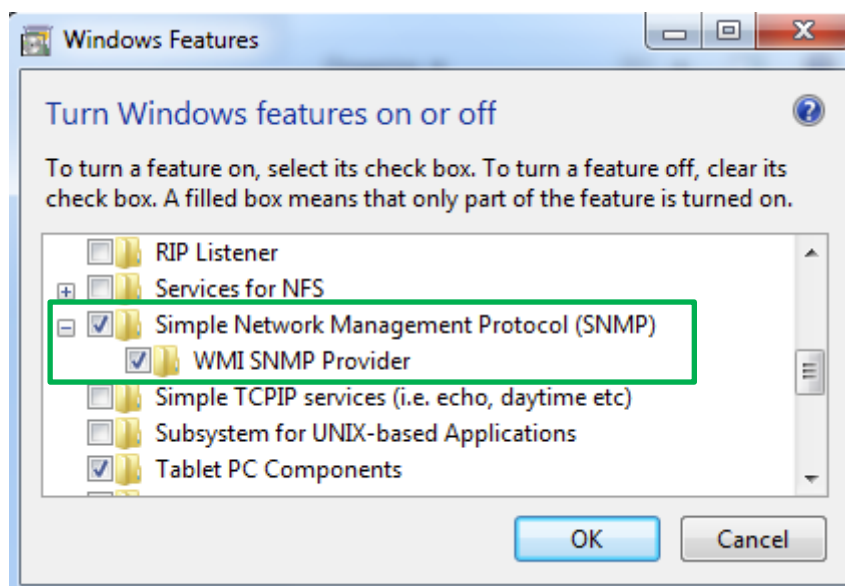 Windows Features
Turn Windows features on or off
To turn a feature on, select its check box. To turn a feature off, clear its
check box. A filled box means that only part of the feature is turned on.
RIP Listener
Services for NFS
Simple Network Management Protocol (SNMP)
WMI SNMP Provider
Simple TCPIP services (i.e. echo, daytime etc)
Subsystem for UNIX-based Applications
Tablet PC Components
OK Cancel